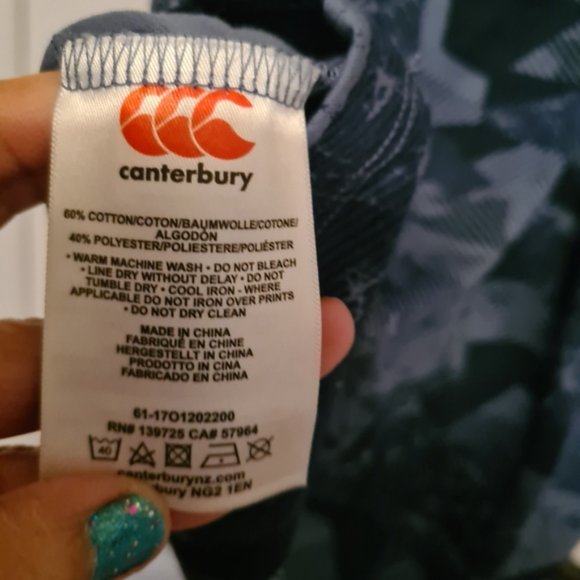 canterbury
60% COTTON/COTON/BAUMWOLLE/COTONE/
ALGODÓN
40% POLYESTER/POLIESTERE/POLIÉSTER
• WARM MACHINE WASH • DO NOT BLEACH
• LINE DRY WITHOUT DELAY • DO NOT
TUMBLE DRY • COOL IRON - WHERE
APPLICABLE DO NOT IRON OVER PRINTS
• DO NOT DRY CLEAN
MADE IN CHINA
FABRIQUÉ EN CHINE
HERGESTELLT IN CHINA
PRODOTTO IN CINA
FABRICADO EN CHINA
61-17O1202200
RN# 139725 CA# 57964
40
canterburynz.com
bury NG2 1EN